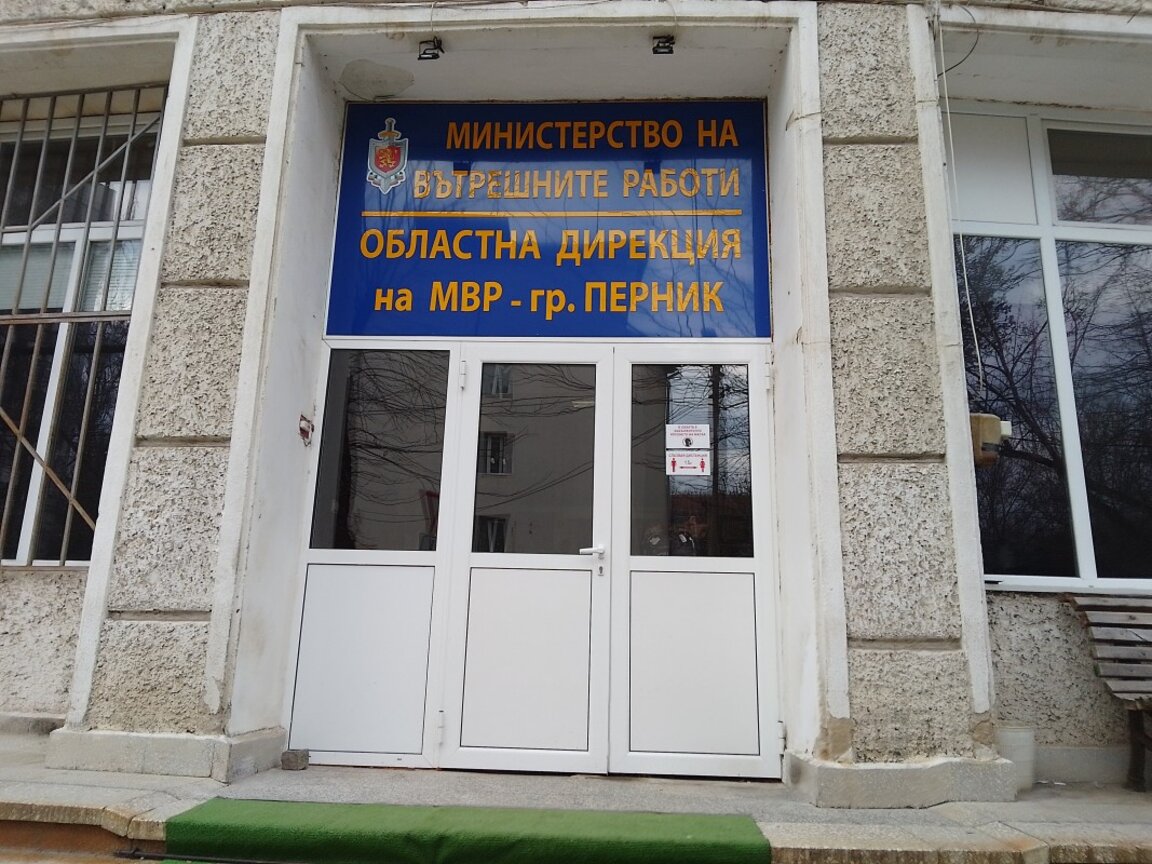 МИНИСТЕРСТВО НА
ВЪТРЕШНИТЕ РАБОТИ
ОБЛАСТНА ДИРЕКЦИЯ
на МВР - гр. ПЕРНИК